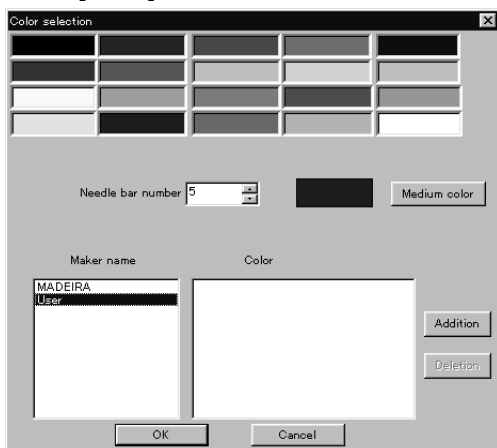 Color selection
Needle bar number 5
Medium color
Maker name Color
MADEIRA
User
Addition
Deletion
OK Cancel